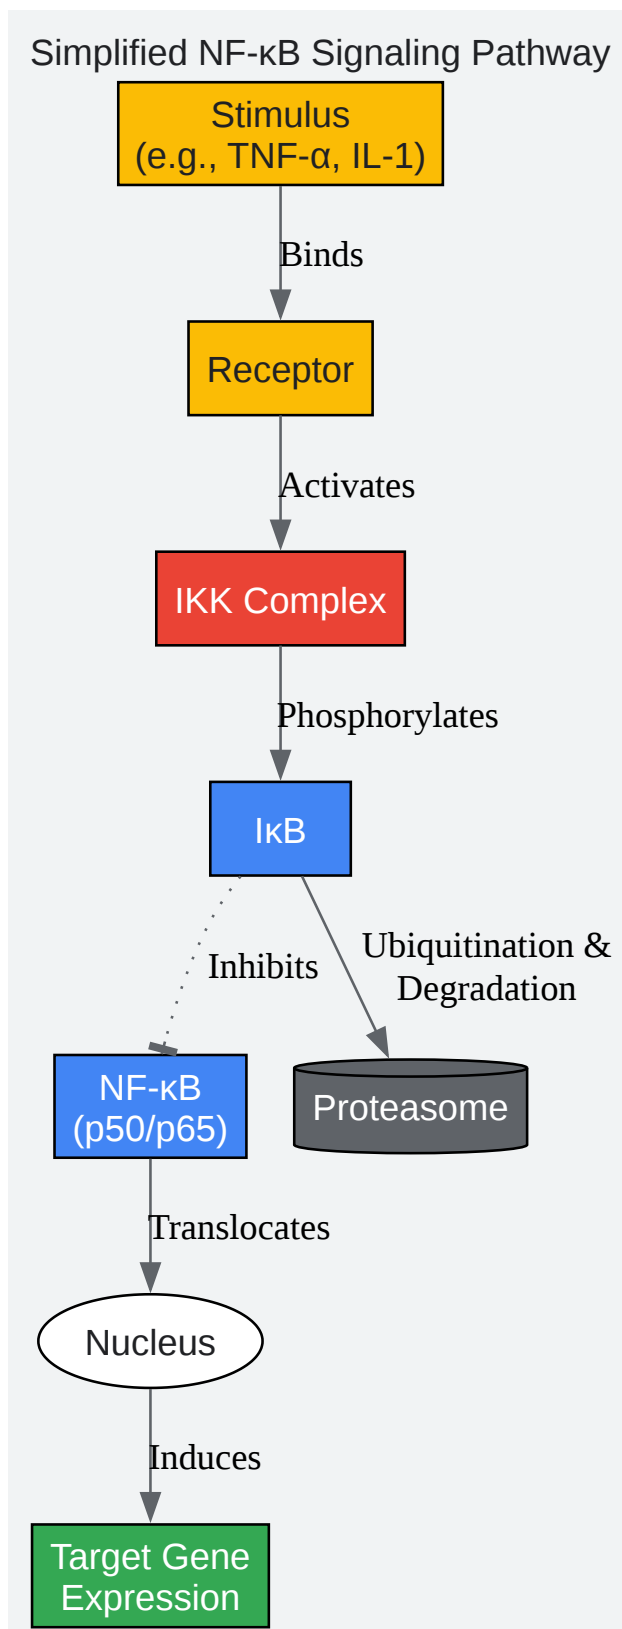 Simplified NF-κB Signaling Pathway
Stimulus
(e.g., TNF-α, IL-1)
Binds
Receptor
Activates
IKK Complex
Phosphorylates
IκB
Inhibits
Ubiquitination &
Degradation
NF-κB
(p50/p65)
Proteasome
Translocates
Nucleus
Induces
Target Gene
Expression